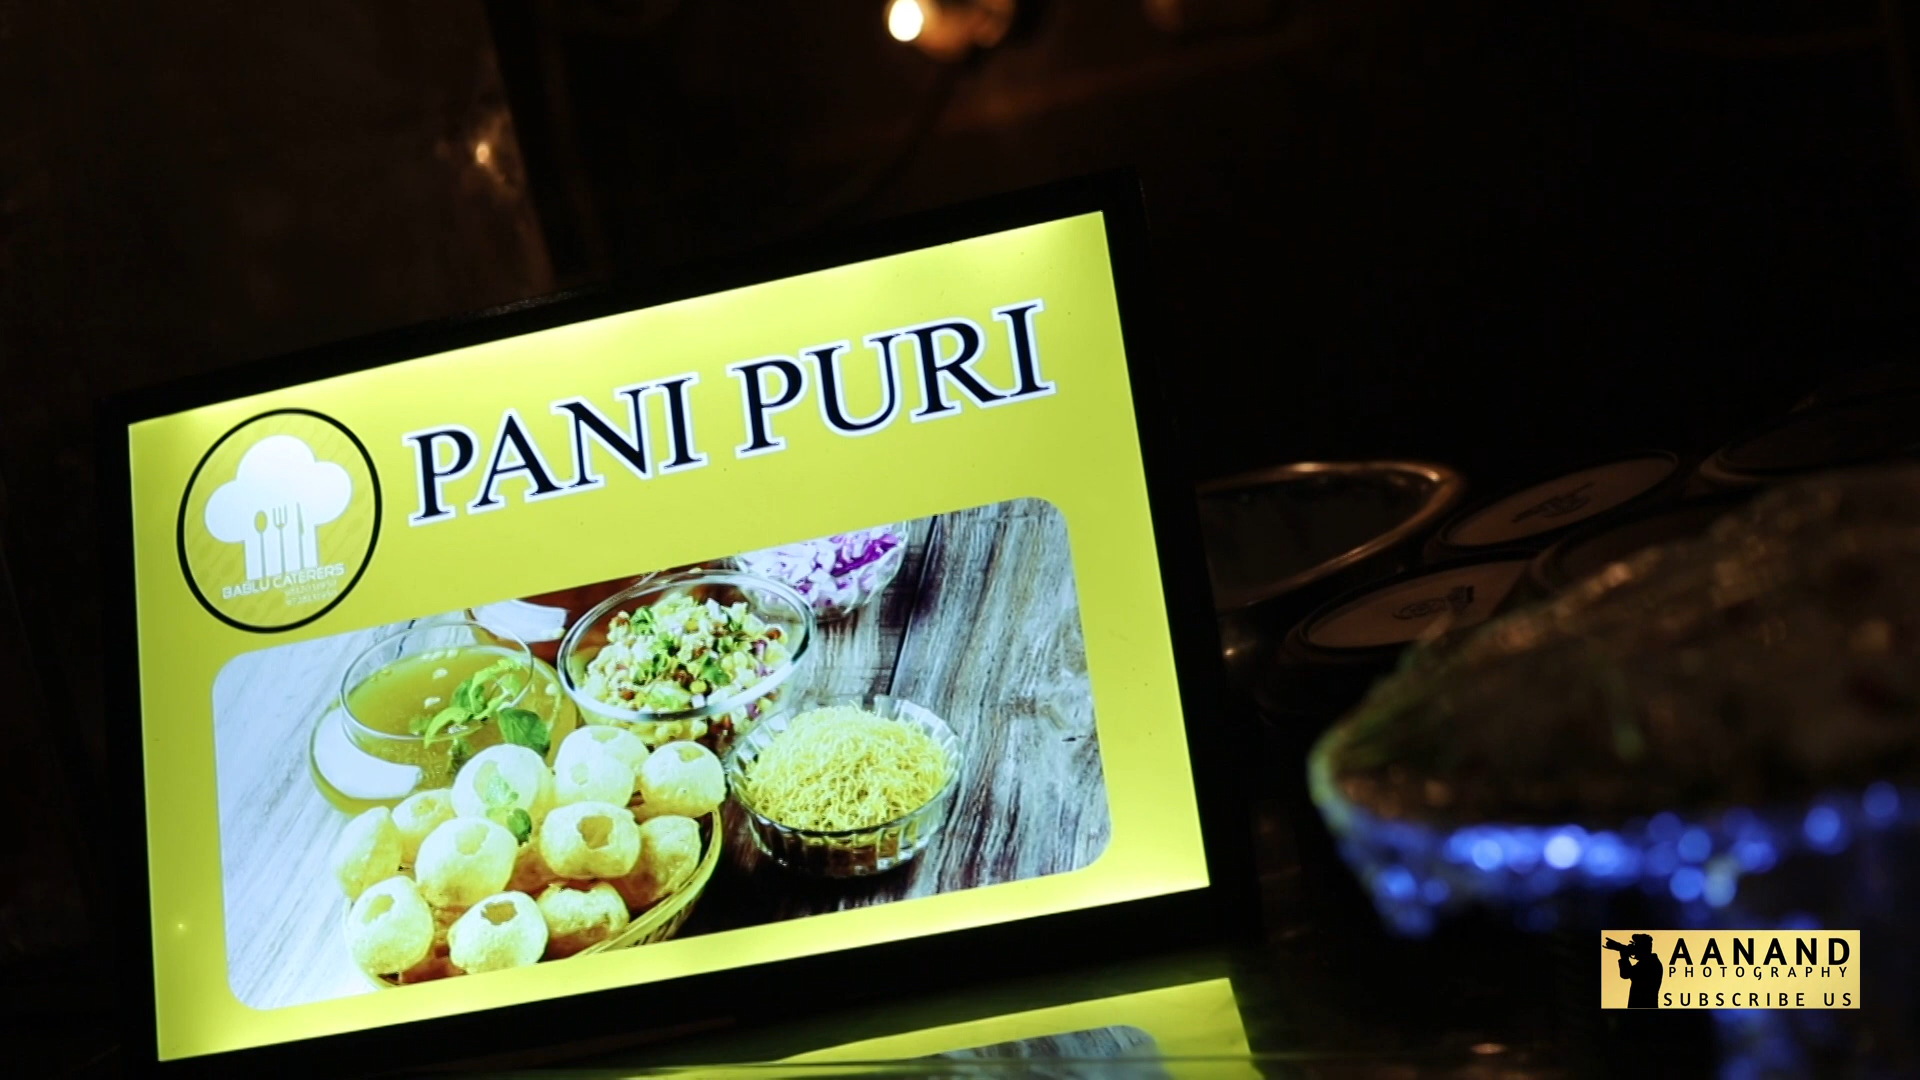 PANI PURI
BABLU CATERERS
AANAND
PHOTOGRAPHY
SUBSCRIBE US